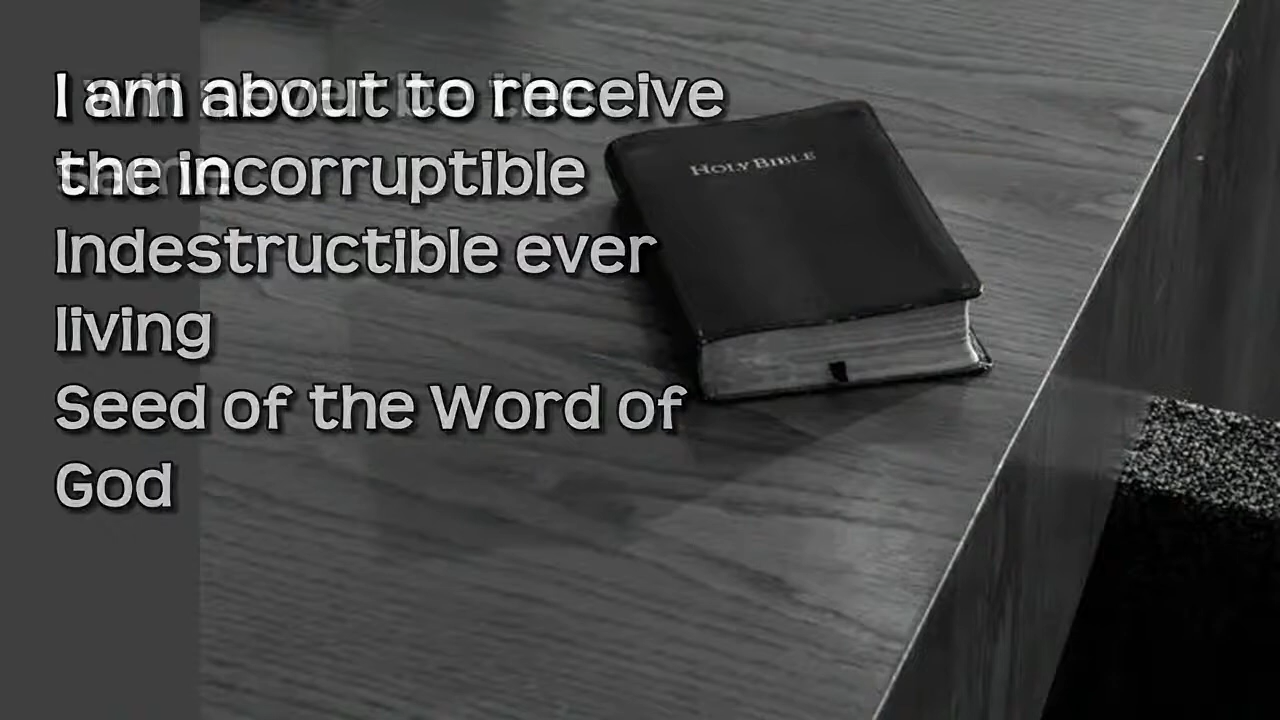 I am about to receive
the incorruptible
Indestructible ever
living
Seed of the Word of
God
HOLY BIBLE